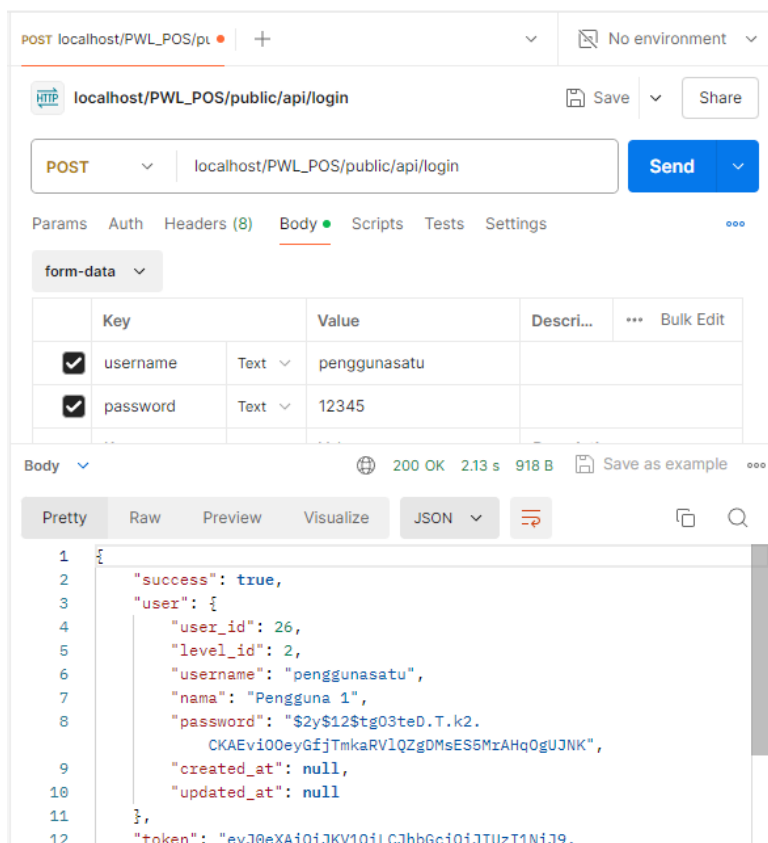 POST localhost/PWL_POS/pu
No environment
HTTP localhost/PWL_POS/public/api/login Save Share
POST localhost/PWL_POS/public/api/login Send
Params Auth Headers (8) Body Scripts Tests Settings
form-data
Key Value Descri... Bulk Edit
username Text penggunasatu
password Text 12345
Body 200 OK 2.13 s 918 B Save as example
Pretty Raw Preview Visualize JSON
1 {
2 "success": true,
3 "user": {
4 "user_id": 26,
5 "level_id": 2,
6 "username": "penggunasatu",
7 "nama": "Pengguna 1",
8 "password": "$2y$12$tgO3teD.T.k2.
CKAEviOOeyGfjTmkaRVlQZgDMsES5MrAHqOgUJNK",
9 "created_at": null,
10 "updated_at": null
11 },
12 "token": "eyJ0eXAiOiJKV1QiLCJhbGciOiJIUzI1NiJ9.